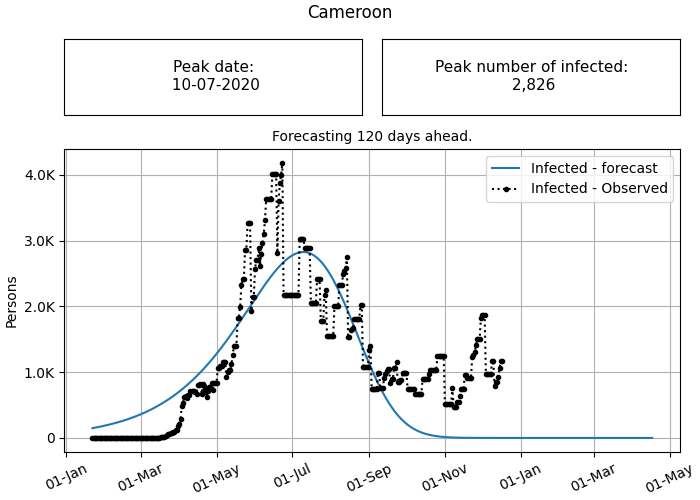 Cameroon
Peak date:
10-07-2020
Peak number of infected:
2,826
Forecasting 120 days ahead.
Infected - forecast
Infected - Observed
Persons
4.0K
3.0K
2.0K
1.0K
0
01-Jan
01-Mar
01-May
01-Jul
01-Sep
01-Nov
01-Jan
01-Mar
01-May